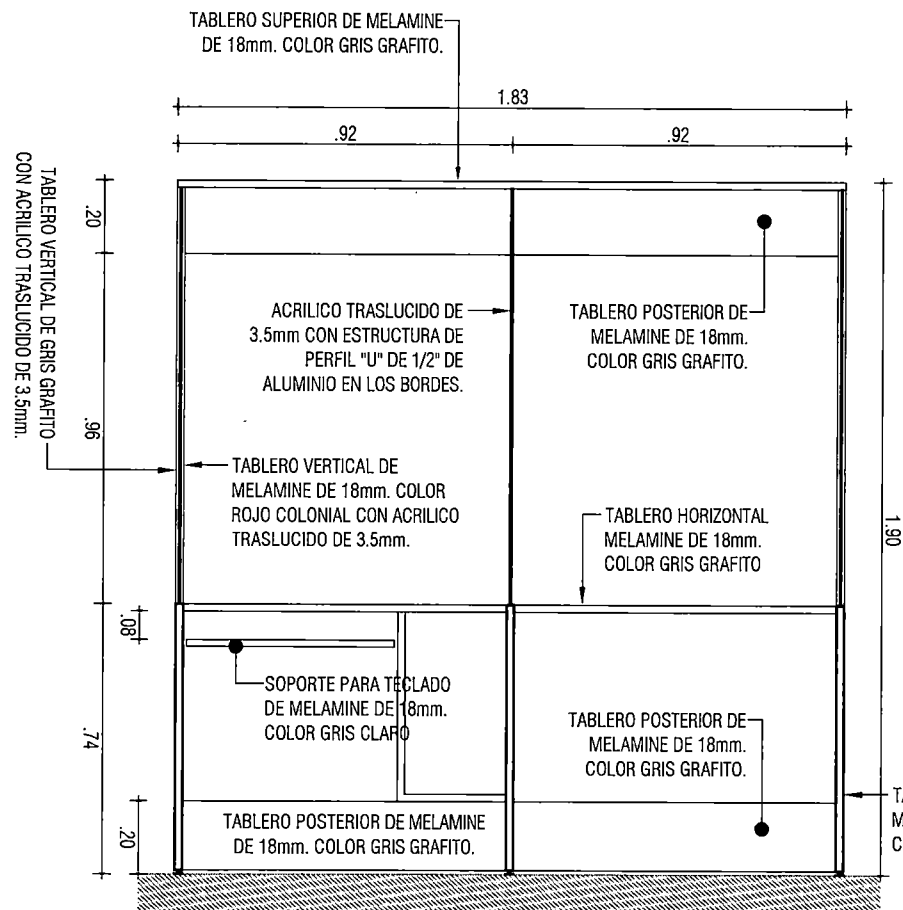 TABLERO SUPERIOR DE MELAMINE
DE 18mm. COLOR GRIS GRAFITO.
1.83
.92
.92
TABLERO VERTICAL DE GRIS GRAFITO
CON ACRILICO TRASLUCIDO DE 3.5mm.
.20
.96
.08
.74
.20
1.90
ACRILICO TRASLUCIDO DE
3.5mm CON ESTRUCTURA DE
PERFIL "U" DE 1/2" DE
ALUMINIO EN LOS BORDES.
TABLERO POSTERIOR DE
MELAMINE DE 18mm.
COLOR GRIS GRAFITO.
TABLERO VERTICAL DE
MELAMINE DE 18mm. COLOR
ROJO COLONIAL CON ACRILICO
TRASLUCIDO DE 3.5mm.
TABLERO HORIZONTAL
MELAMINE DE 18mm.
COLOR GRIS GRAFITO
SOPORTE PARA TECLADO
DE MELAMINE DE 18mm.
COLOR GRIS CLARO
TABLERO POSTERIOR DE
MELAMINE DE 18mm.
COLOR GRIS GRAFITO.
TABLERO POSTERIOR DE MELAMINE
DE 18mm. COLOR GRIS GRAFITO.